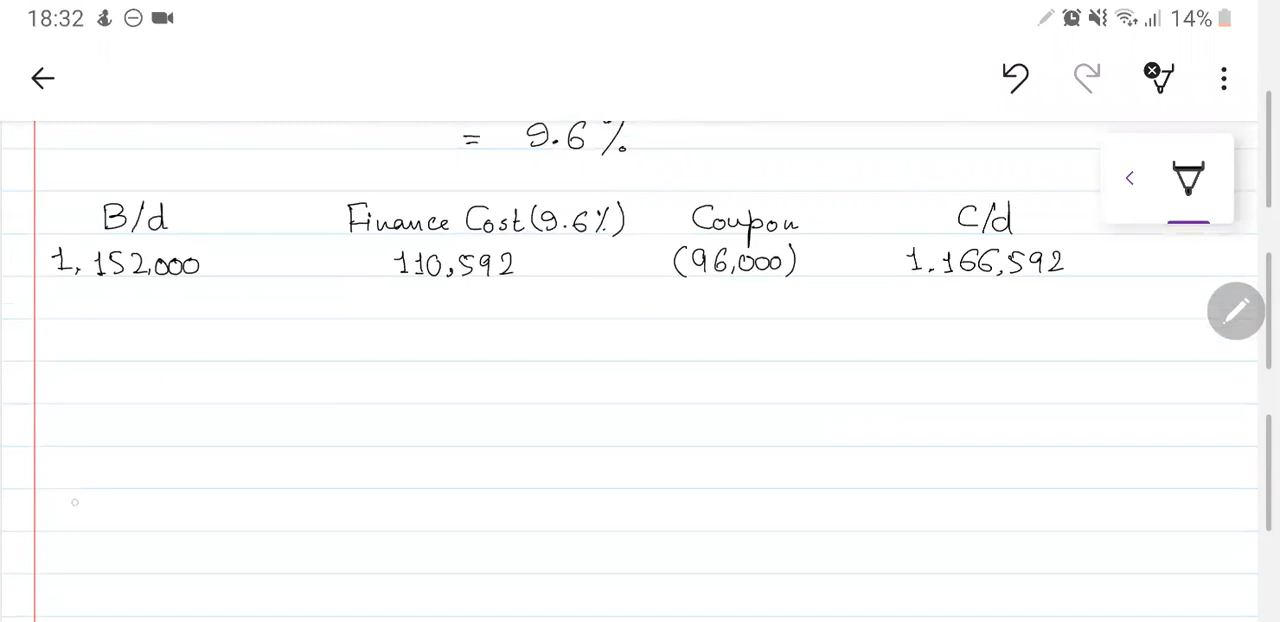 18:32 14%
= 9.6%
B/d Finance Cost (9.6%) Coupon C/d
1,152,000 110,592 (96,000) 1.166,592